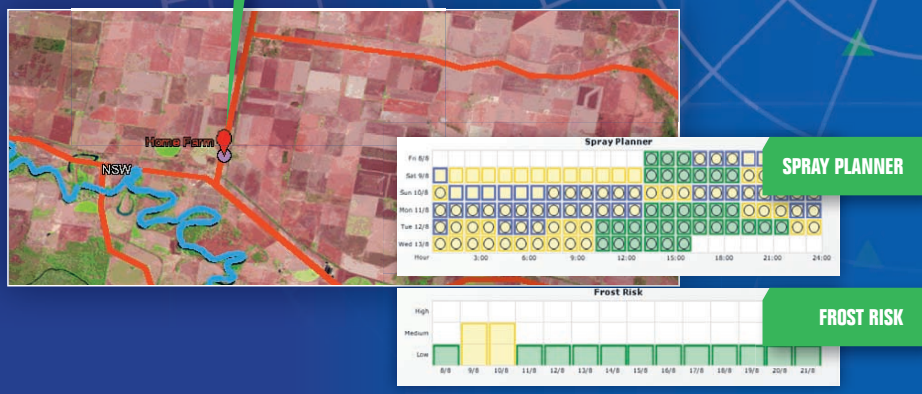 Home Farm
NSW
Spray Planner
SPRAY PLANNER
Fri 8/8
Sat 9/8
Sun 10/8
Mon 11/8
Tue 12/8
Wed 13/8
Hour 3:00 6:00 9:00 12:00 15:00 18:00 21:00 24:00
Frost Risk
FROST RISK
High
Medium
Low
8/8 9/8 10/8 11/8 12/8 13/8 14/8 15/8 16/8 17/8 18/8 19/8 20/8 21/8